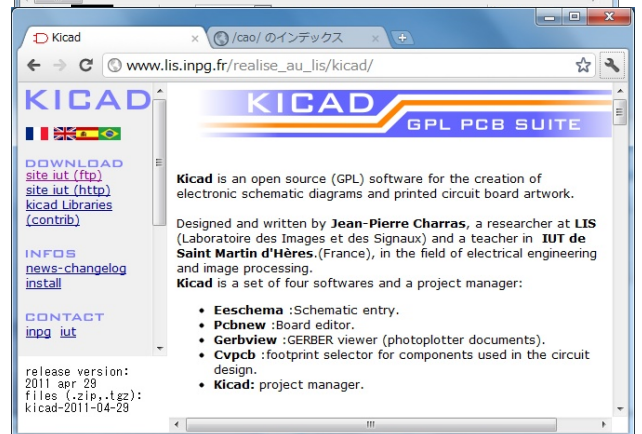 Kicad
/cao/ のインデックス
www.lis.inpg.fr/realise_au_lis/kicad/
KICAD
DOWNLOAD
site iut (ftp)
site iut (http)
kicad Libraries
(contrib)
INFOS
news-changelog
install
CONTACT
inpg iut
release version:
2011 apr 29
files (.zip,.tgz):
kicad-2011-04-29
KICAD
GPL PCB SUITE
Kicad is an open source (GPL) software for the creation of
electronic schematic diagrams and printed circuit board artwork.
Designed and written by Jean-Pierre Charras, a researcher at LIS
(Laboratoire des Images et des Signaux) and a teacher in IUT de
Saint Martin d'Hères.(France), in the field of electrical engineering
and image processing.
Kicad is a set of four softwares and a project manager:
• Eeschema :Schematic entry.
• Pcbnew :Board editor.
• Gerbview :GERBER viewer (photoplotter documents).
• Cvpcb :footprint selector for components used in the circuit
design.
• Kicad: project manager.